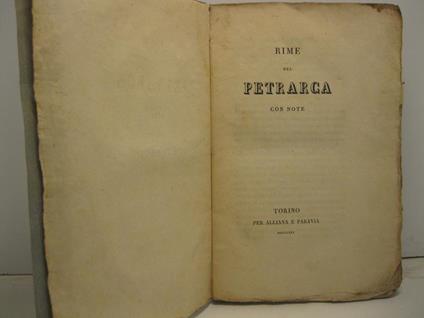 RIME
DEL
PETRARCA
CON NOTE
TORINO
PER ALLIANA E PARAVIA